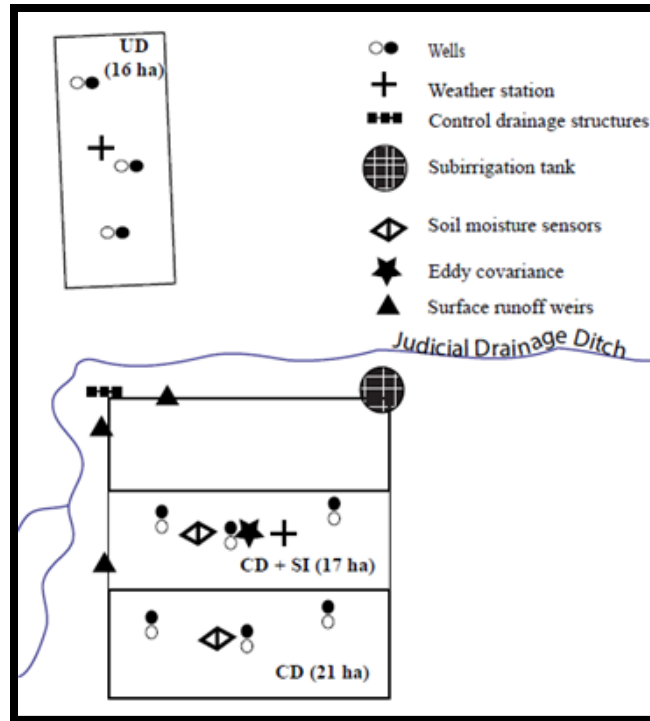 UD
(16 ha)
Wells
Weather station
Control drainage structures
Subirrigation tank
Soil moisture sensors
Eddy covariance
Surface runoff weirs
Judicial Drainage Ditch
CD + SI (17 ha)
CD (21 ha)